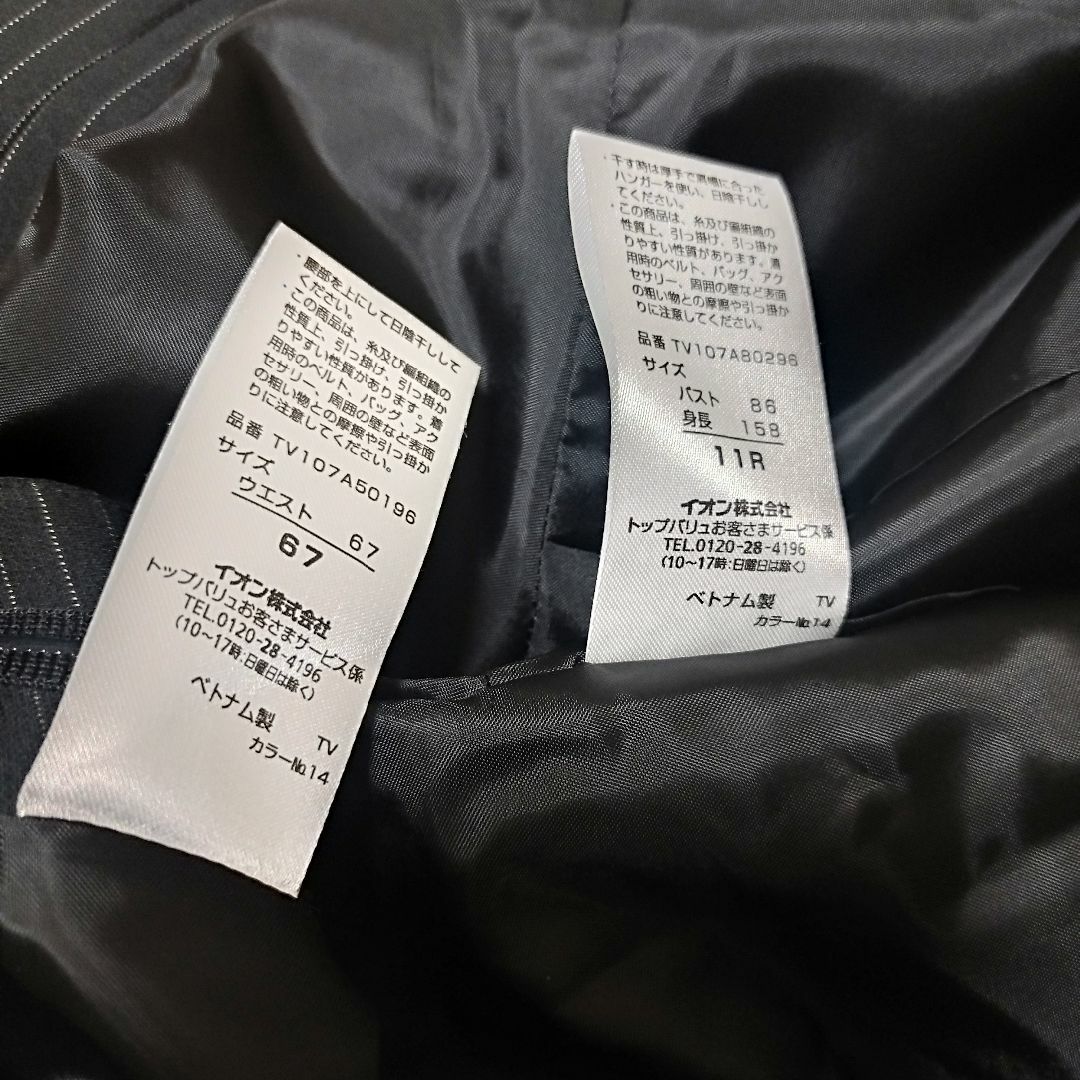 ・腰部を上にして日陰干しして
ください。
・この商品は、糸及び編組織の
性質上、引っ掛け、引っ掛か
りやすい性質があります。着
用時のベルト、バッグ、アク
セサリー、周囲の壁など表面
の粗い物との摩擦や引っ掛か
りに注意してください。
品番 TV107A50196
サイズ
ウエスト 67
67
イオン株式会社
トップバリュお客さまサービス係
TEL.0120-28-4196
(10〜17時:日曜日は除く)
ベトナム製 TV
カラー№14
・干す時は厚手で肩幅に合った
ハンガーを使い、日陰干しし
てください。
・この商品は、糸及び編組織の
性質上、引っ掛け、引っ掛か
りやすい性質があります。着
用時のベルト、バッグ、アク
セサリー、周囲の壁など表面
の粗い物との摩擦や引っ掛か
りに注意してください。
品番 TV107A80296
サイズ
バスト 86
身長 158
11R
イオン株式会社
トップバリュお客さまサービス係
TEL.0120-28-4196
(10〜17時:日曜日は除く)
ベトナム製 TV
カラー№14